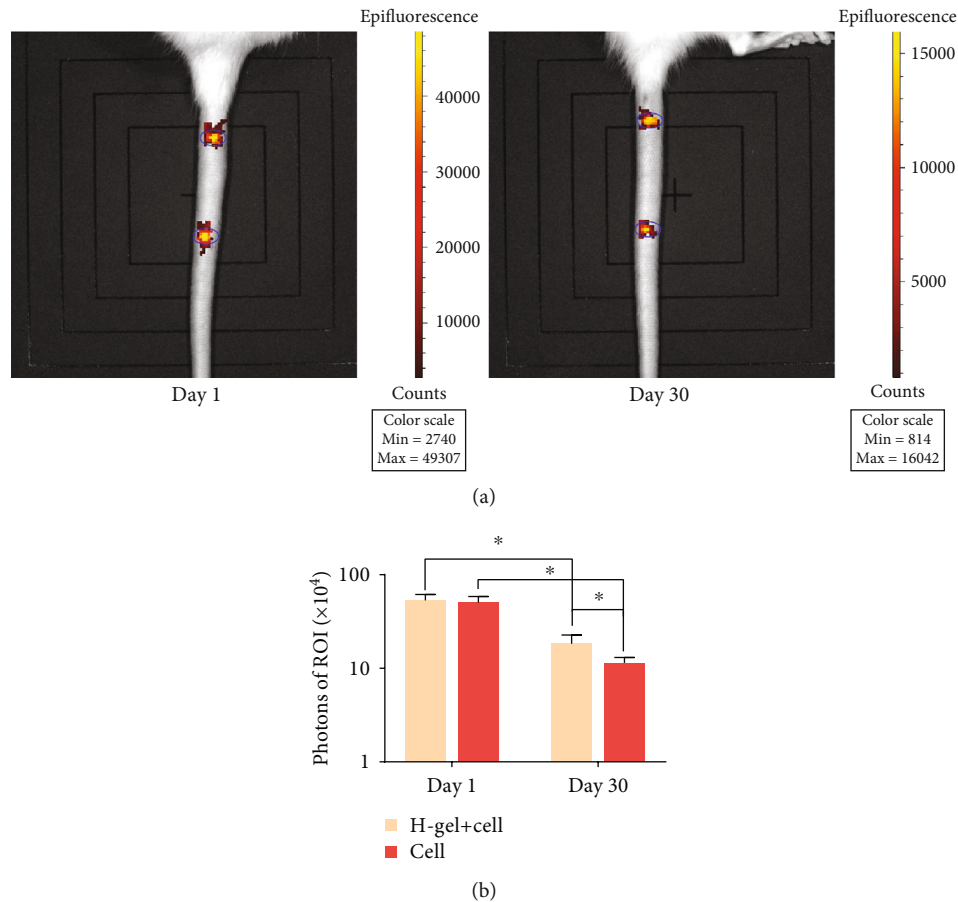 Epifluorescence
40000
30000
20000
10000
Counts
Color scale
Min = 2740
Max = 49307
Day 1
Epifluorescence
15000
10000
5000
Counts
Color scale
Min = 814
Max = 16042
Day 30
(a)
Photons of ROI (×10⁴)
100
10
1
*
*
*
Day 1 Day 30
H-gel+cell
Cell
(b)